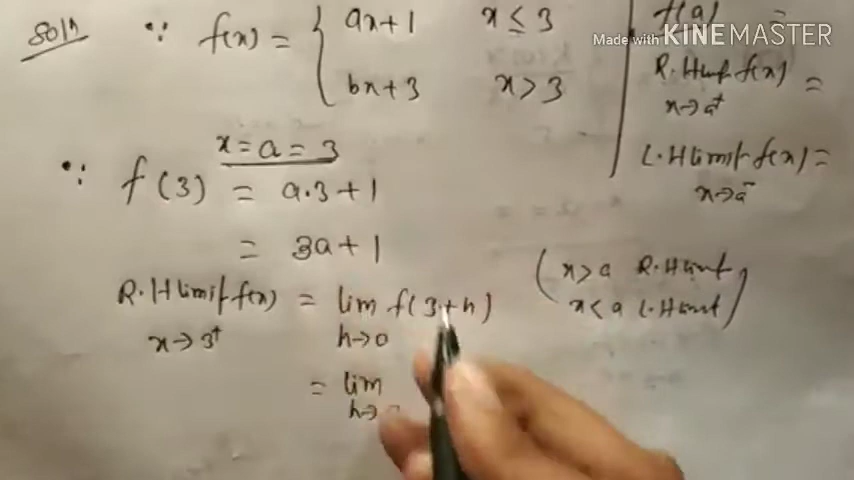 Soln ∵ f(x) = { ax+1 x ≤ 3
bx+3 x > 3
f(a) =
R.H limit f(x) =
x→a⁺
L.H limit f(x) =
x→a⁻
Made with KINEMASTER
x = a = 3
∵ f(3) = a·3+1
= 3a+1
R.H limit f(x) = lim f(3+h)
x→3⁺ h→0
= lim
h→
(x>a R.H limit
x<a L.H limit)